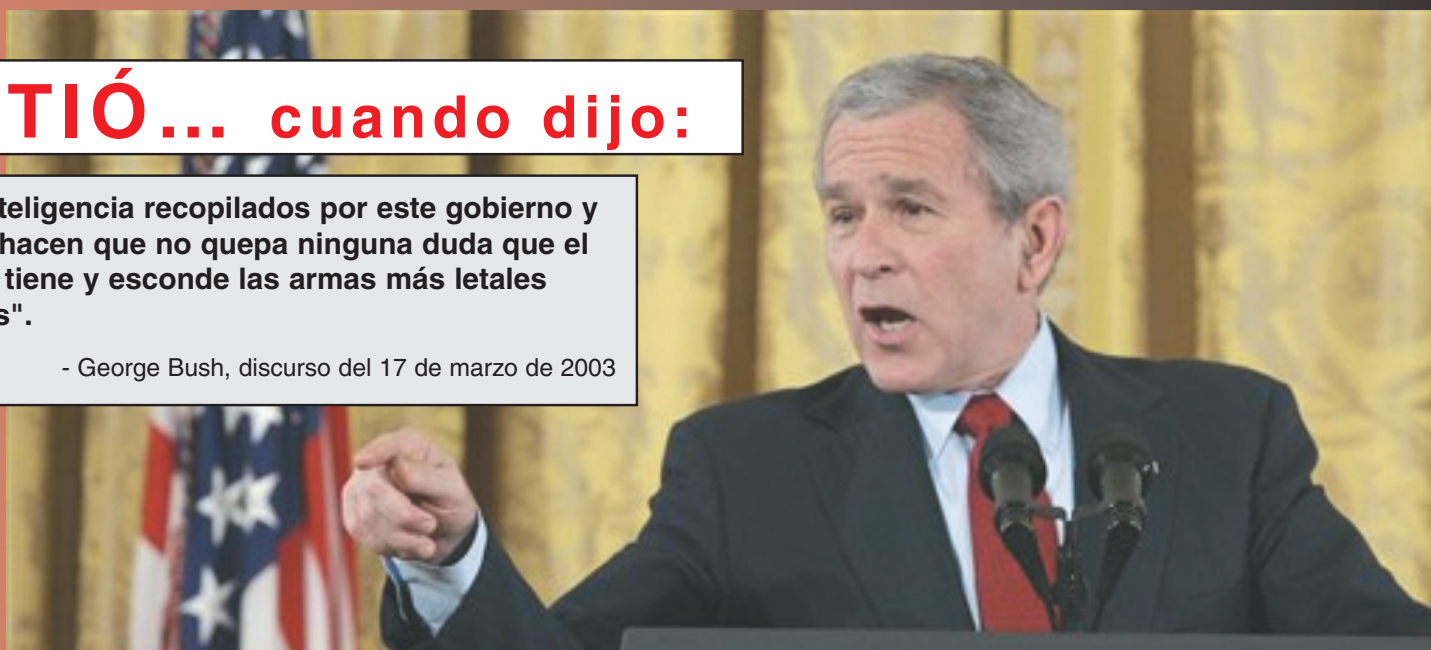 TIÓ... cuando dijo:
teligencia recopilados por este gobierno y
hacen que no quepa ninguna duda que el
tiene y esconde las armas más letales
s".
- George Bush, discurso del 17 de marzo de 2003